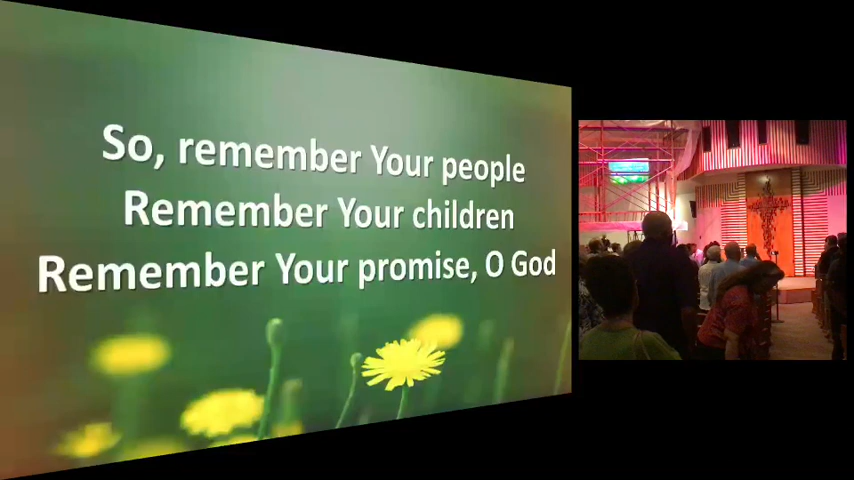 So, remember Your people
Remember Your children
Remember Your promise, O God